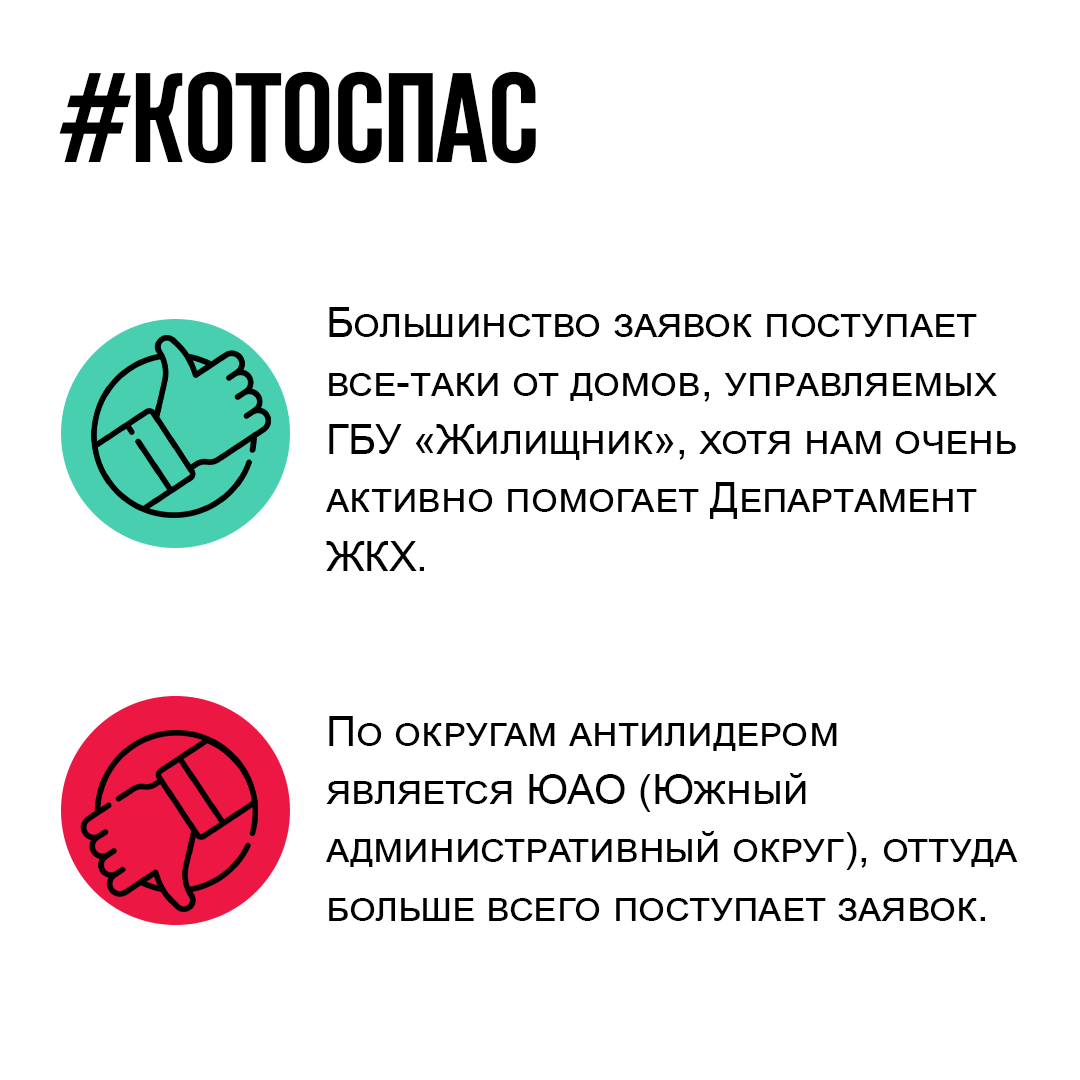 #КОТОСПАС
Большинство заявок поступает
все-таки от домов, управляемых
ГБУ «Жилищник», хотя нам очень
активно помогает Департамент
ЖКХ.
По округам антилидером
является ЮАО (Южный
административный округ), оттуда
больше всего поступает заявок.